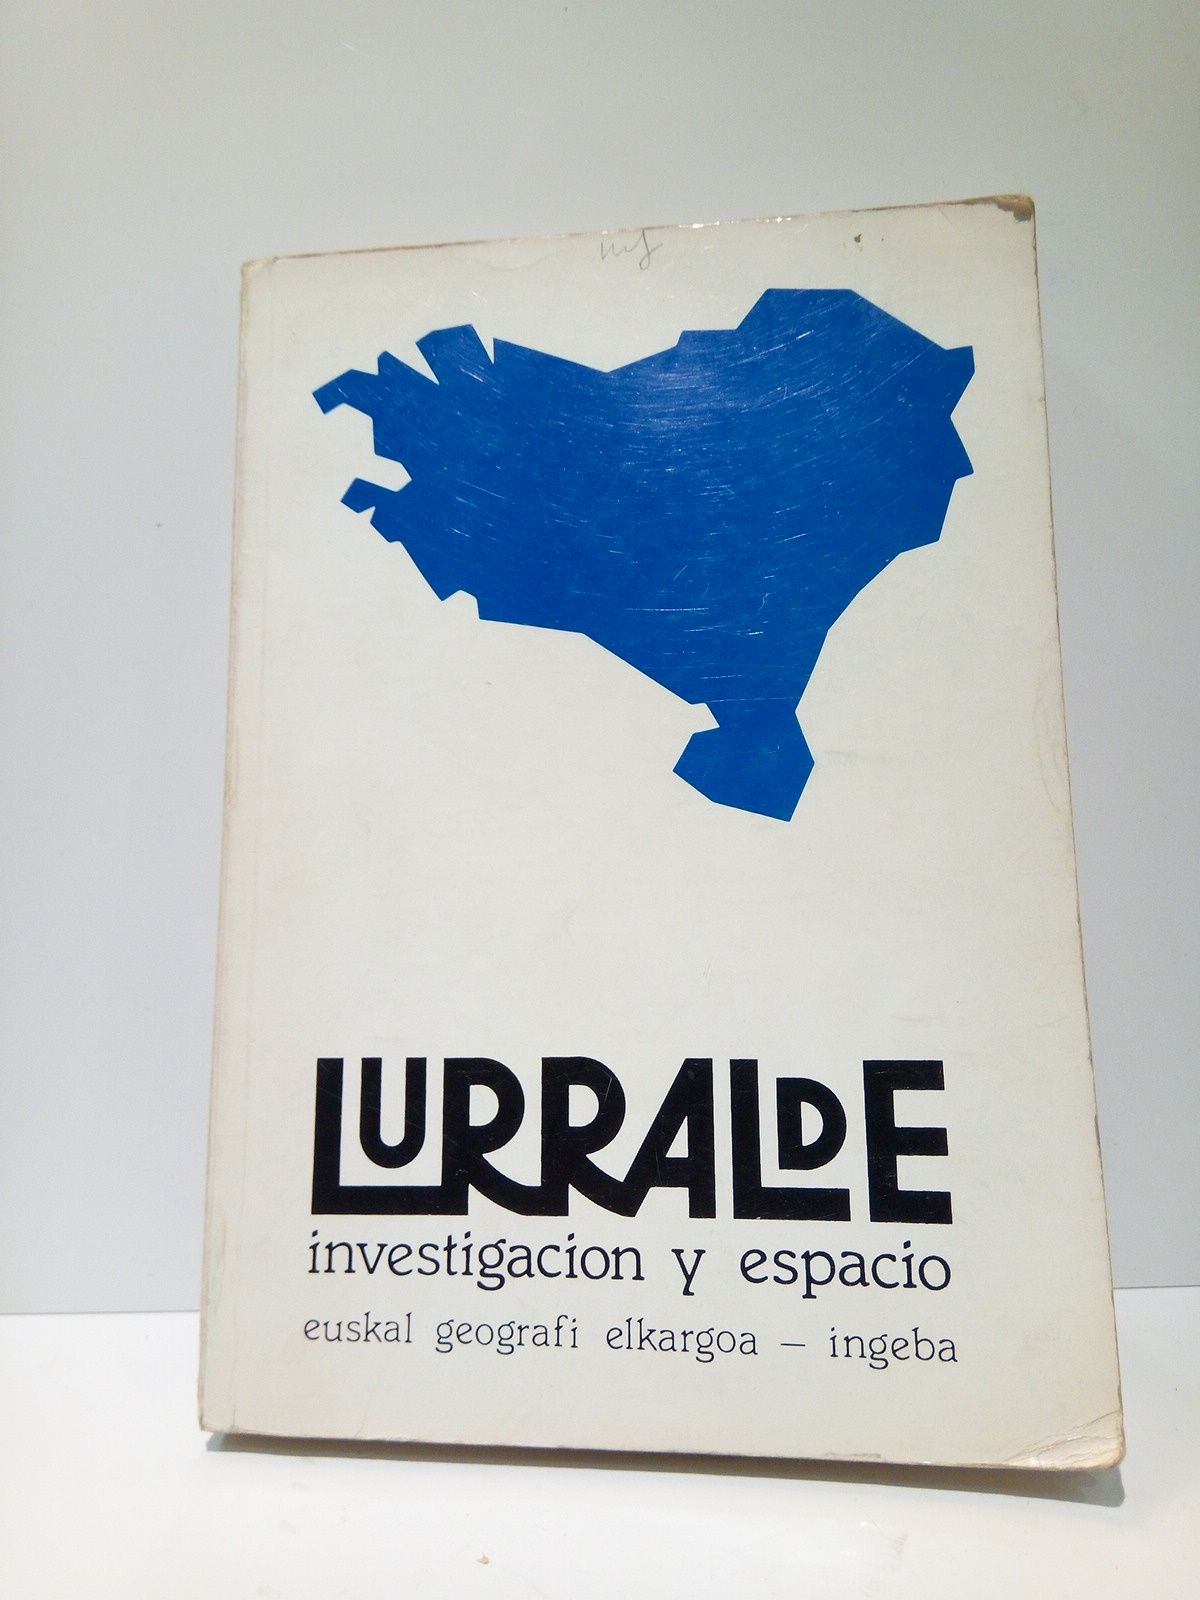 LURRALDE
investigacion y espacio
euskal geografi elkargoa – ingeba